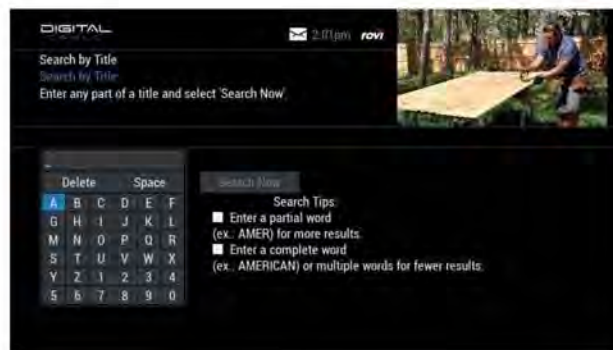 DIGITAL
2:01pm rovi
Search by Title
Search by Title
Enter any part of a title and select 'Search Now'.
Delete Space
Search Now
A B C D E F
G H I J K L
M N O P Q R
S T U V W X
Y Z 1 2 3 4
5 6 7 8 9 0
Search Tips:
Enter a partial word
(ex.: AMER) for more results.
Enter a complete word
(ex.: AMERICAN) or multiple words for fewer results.